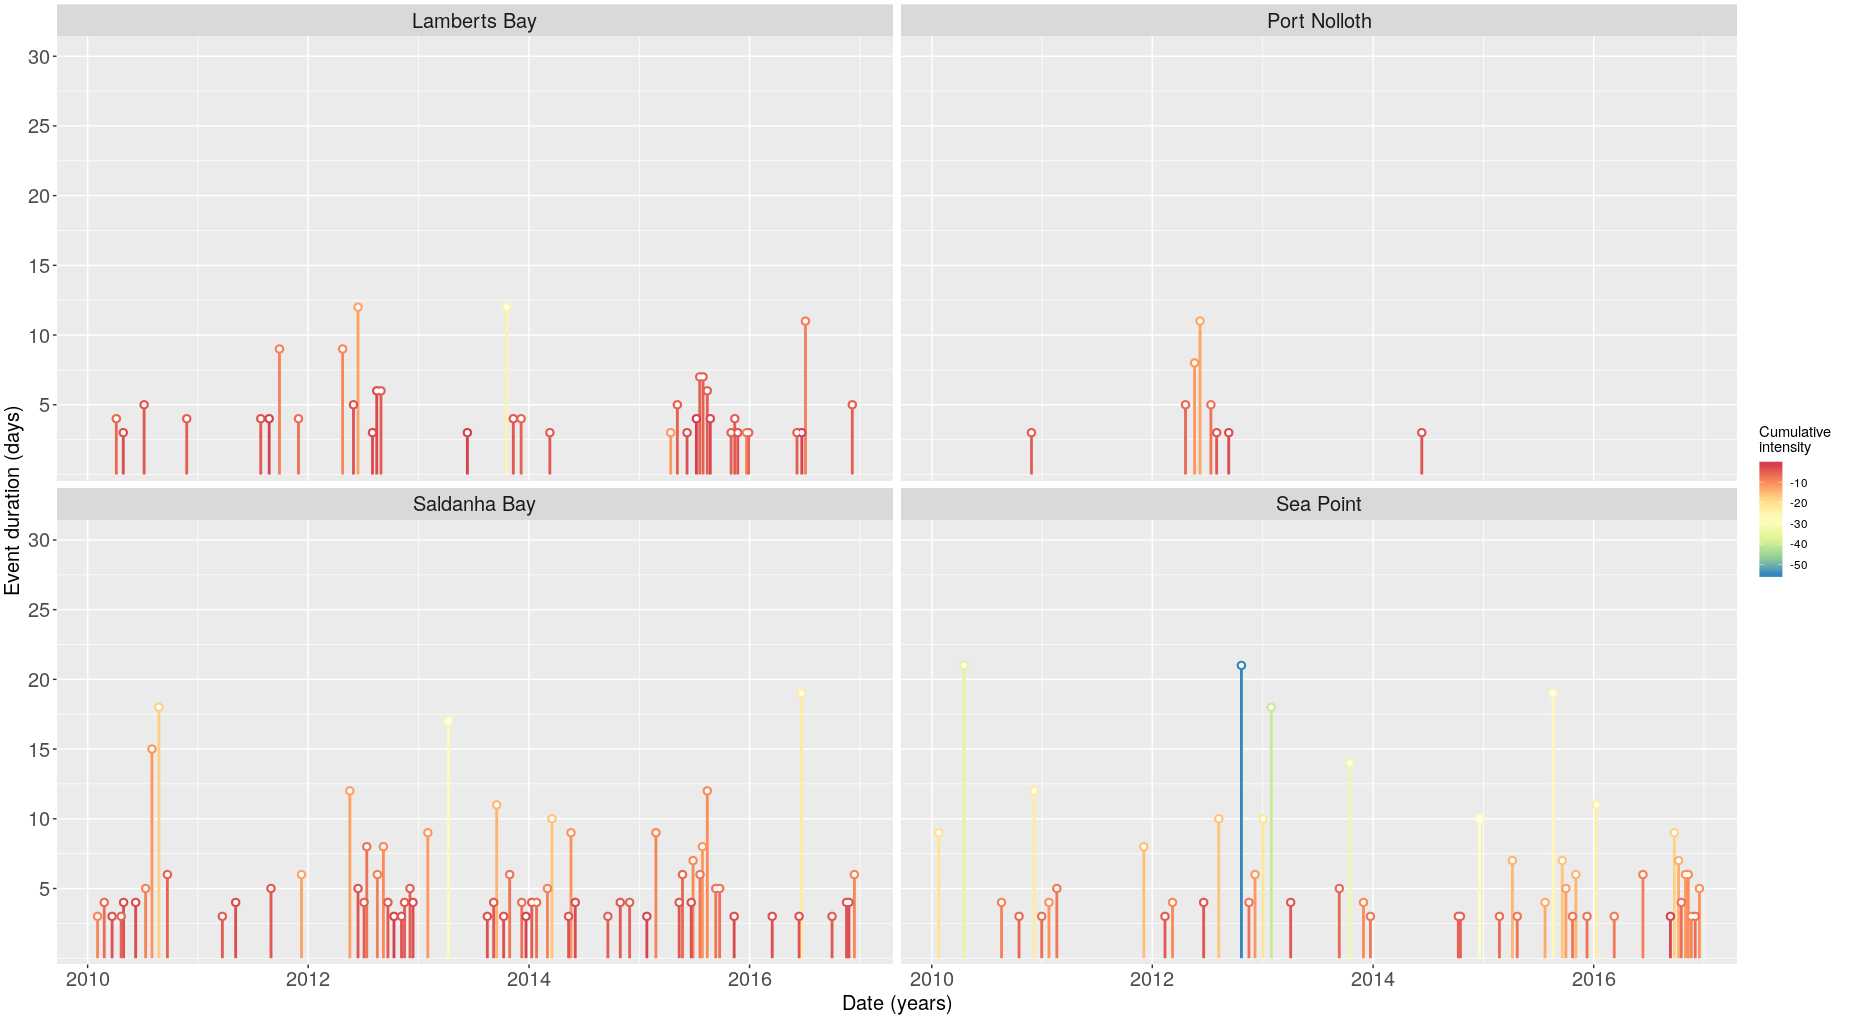 Lamberts Bay
Port Nolloth
30
25
20
15
10
5
Saldanha Bay
Sea Point
30
25
20
15
10
5
Event duration (days)
2010 2012 2014 2016
2010 2012 2014 2016
Date (years)
Cumulative
intensity
-10
-20
-30
-40
-50